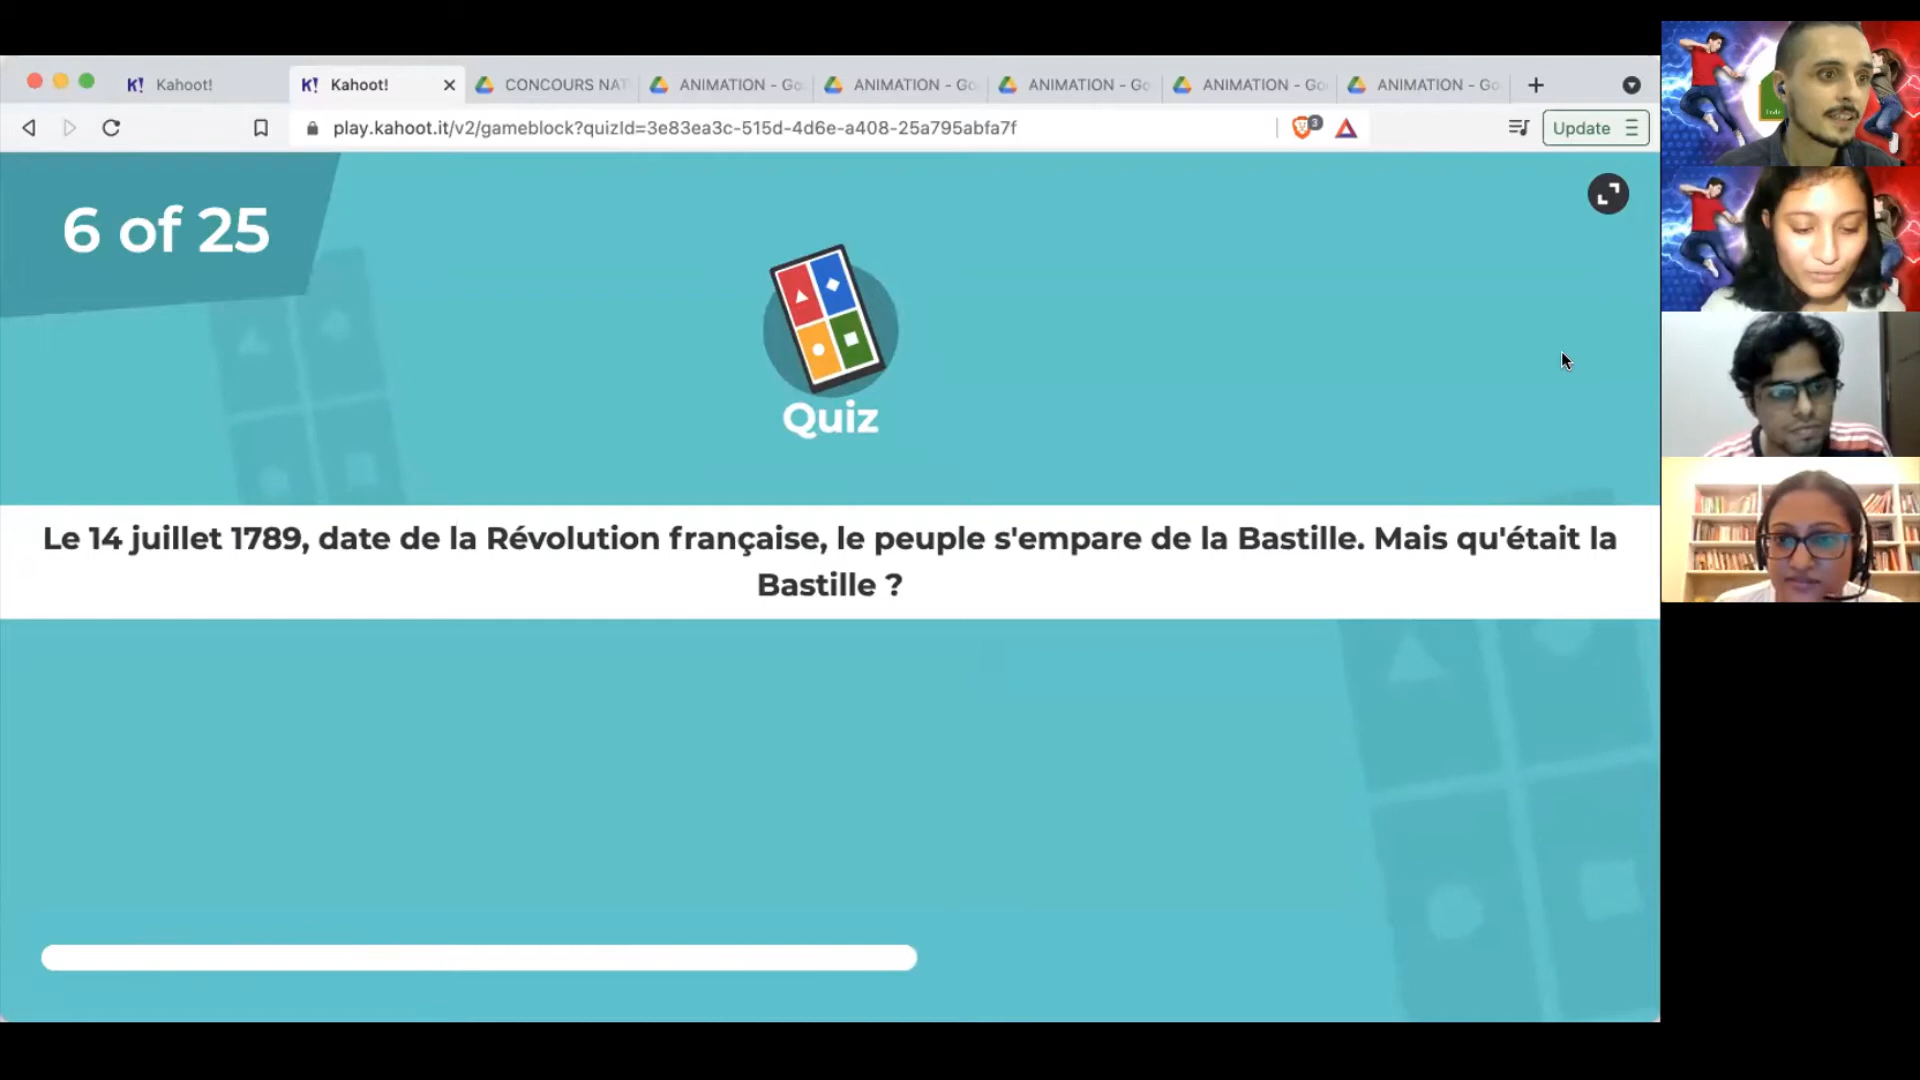 K! Kahoot!
K! Kahoot!
CONCOURS NAT
ANIMATION - Go
ANIMATION - Go
ANIMATION - Go
ANIMATION - Go
ANIMATION - Go
play.kahoot.it/v2/gameblock?quizId=3e83ea3c-515d-4d6e-a408-25a795abfa7f
3
Update
6 of 25
Quiz
Le 14 juillet 1789, date de la Révolution française, le peuple s'empare de la Bastille. Mais qu'était la
Bastille ?